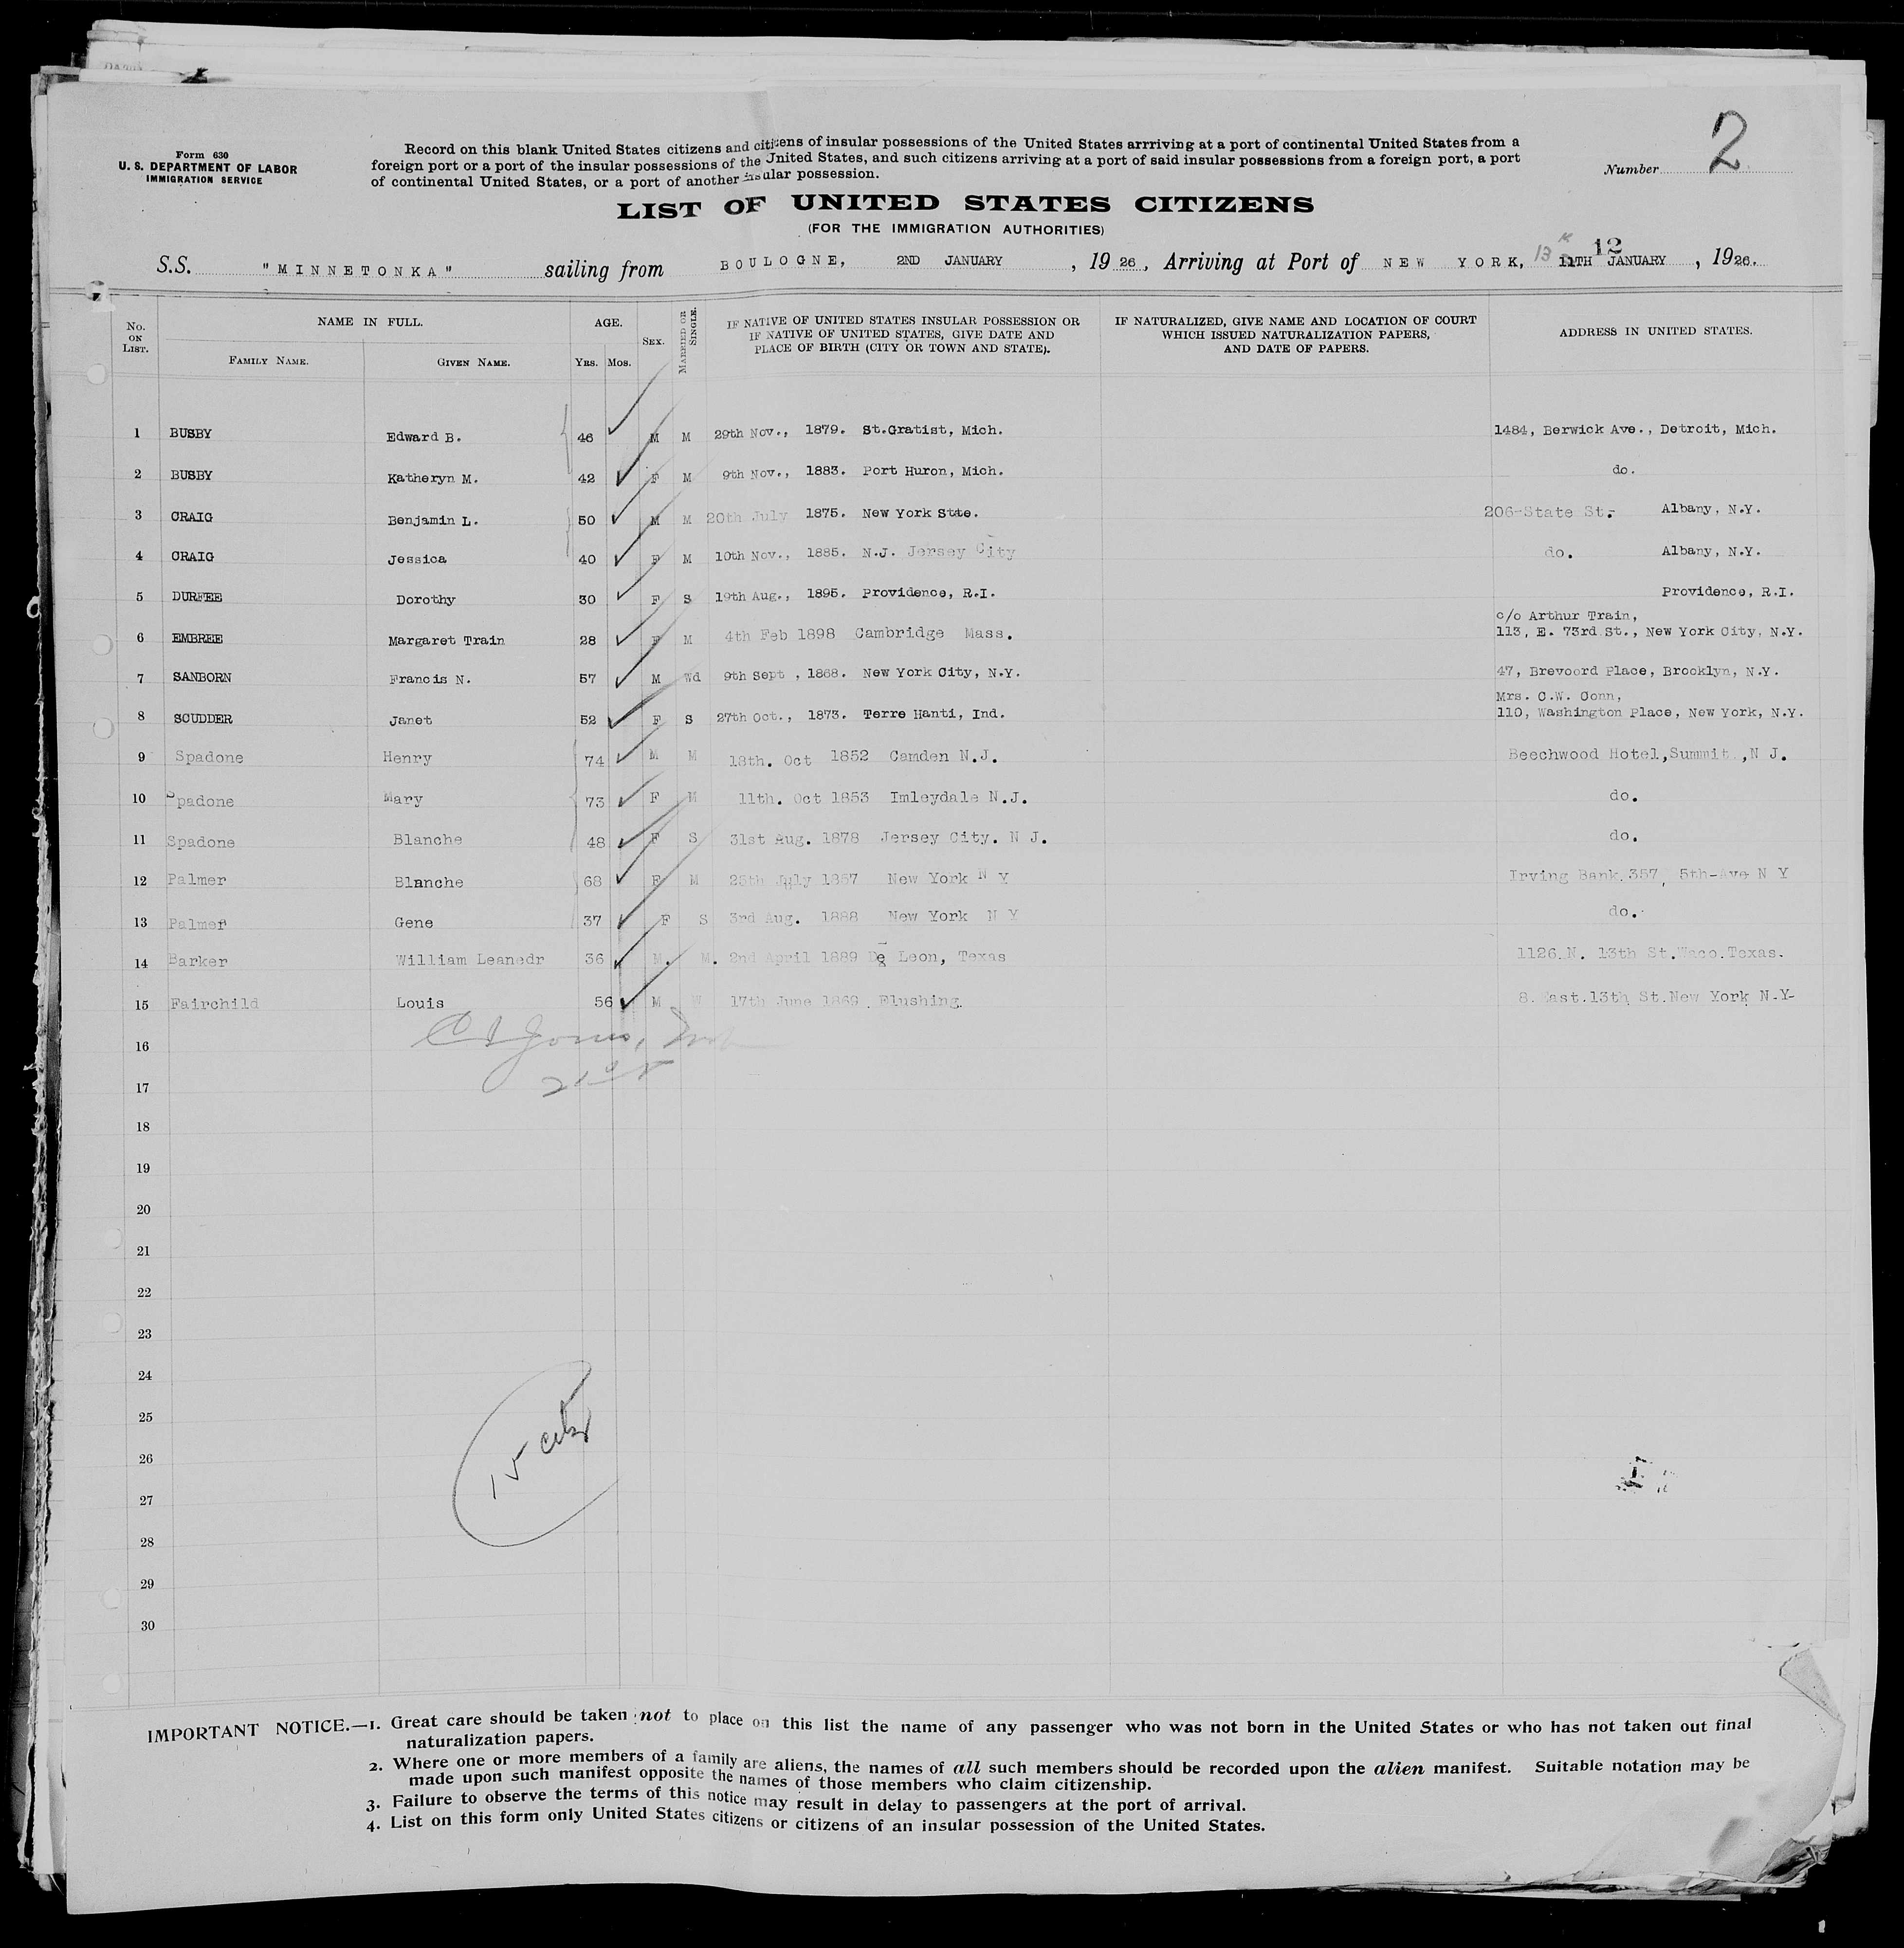 Form 630
U. S. DEPARTMENT OF LABOR
IMMIGRATION SERVICE
Record on this blank United States citizens and citizens of insular possessions of the United States arrriving at a port of continental United States from a
foreign port or a port of the insular possessions of the United States, and such citizens arriving at a port of said insular possessions from a foreign port, a port
of continental United States, or a port of another insular possession.
Number 2
LIST OF UNITED STATES CITIZENS
(FOR THE IMMIGRATION AUTHORITIES)
S.S. "MINNETONKA" sailing from BOULOGNE, 2ND JANUARY, 1926, Arriving at Port of NEW YORK, 13 12 11TH JANUARY, 1926.
No. ON LIST. NAME IN FULL. AGE. SEX. MARRIED OR SINGLE. IF NATIVE OF UNITED STATES INSULAR POSSESSION OR IF NATIVE OF UNITED STATES, GIVE DATE AND PLACE OF BIRTH (CITY OR TOWN AND STATE). IF NATURALIZED, GIVE NAME AND LOCATION OF COURT WHICH ISSUED NATURALIZATION PAPERS, AND DATE OF PAPERS. ADDRESS IN UNITED STATES.
FAMILY NAME. GIVEN NAME. YRS. MOS.
1 BUSBY Edward B. 46 M M 29th Nov., 1879. St.Gratist, Mich. 1484, Berwick Ave., Detroit, Mich.
2 BUSBY Katheryn M. 42 F M 9th Nov., 1883. Port Huron, Mich. do.
3 CRAIG Benjamin L. 50 M M 20th July 1875. New York State. 206-State St. Albany, N.Y.
4 CRAIG Jessica 40 F M 10th Nov., 1885. N.J. Jersey City do. Albany, N.Y.
5 DURFEE Dorothy 30 F S 19th Aug., 1895. Providence, R.I. Providence, R.I.
c/o Arthur Train,
6 EMBREE Margaret Train 28 F M 4th Feb 1898 Cambridge Mass. 113, E. 73rd St., New York City, N.Y.
7 SANBORN Francis N. 57 M Wd 9th Sept, 1868. New York City, N.Y. 47, Brevoord Place, Brooklyn, N.Y.
Mrs. C.W. Conn,
8 SCUDDER Janet 52 F S 27th Oct., 1873. Terre Hanti, Ind. 110, Washington Place, New York, N.Y.
9 Spadone Henry 74 M M 18th. Oct 1852 Camden N.J. Beechwood Hotel,Summit,N J.
10 Spadone Mary 73 F M 11th. Oct 1853 Imleydale N.J. do.
11 Spadone Blanche 48 F S 31st Aug. 1878 Jersey City. N J. do.
12 Palmer Blanche 68 F M 25th July 1857 New York N Y Irving Bank.357, 5th-Ave N Y
13 Palmer Gene 37 F S 3rd Aug. 1888 New York N Y do.
14 Barker William Leanedr 36 M. M. 2nd April 1889 De Leon, Texas 1126.N. 13th St.Waco.Texas.
15 Fairchild Louis 56 M W 17th June 1869. Flushing. 8.East.13th St.New York N.Y-
16
17
18
19
20
21
22
23
24
25
26
27
28
29
30
IMPORTANT NOTICE.—1. Great care should be taken not to place on this list the name of any passenger who was not born in the United States or who has not taken out final
naturalization papers.
2. Where one or more members of a family are aliens, the names of all such members should be recorded upon the alien manifest. Suitable notation may be
made upon such manifest opposite the names of those members who claim citizenship.
3. Failure to observe the terms of this notice may result in delay to passengers at the port of arrival.
4. List on this form only United States citizens or citizens of an insular possession of the United States.